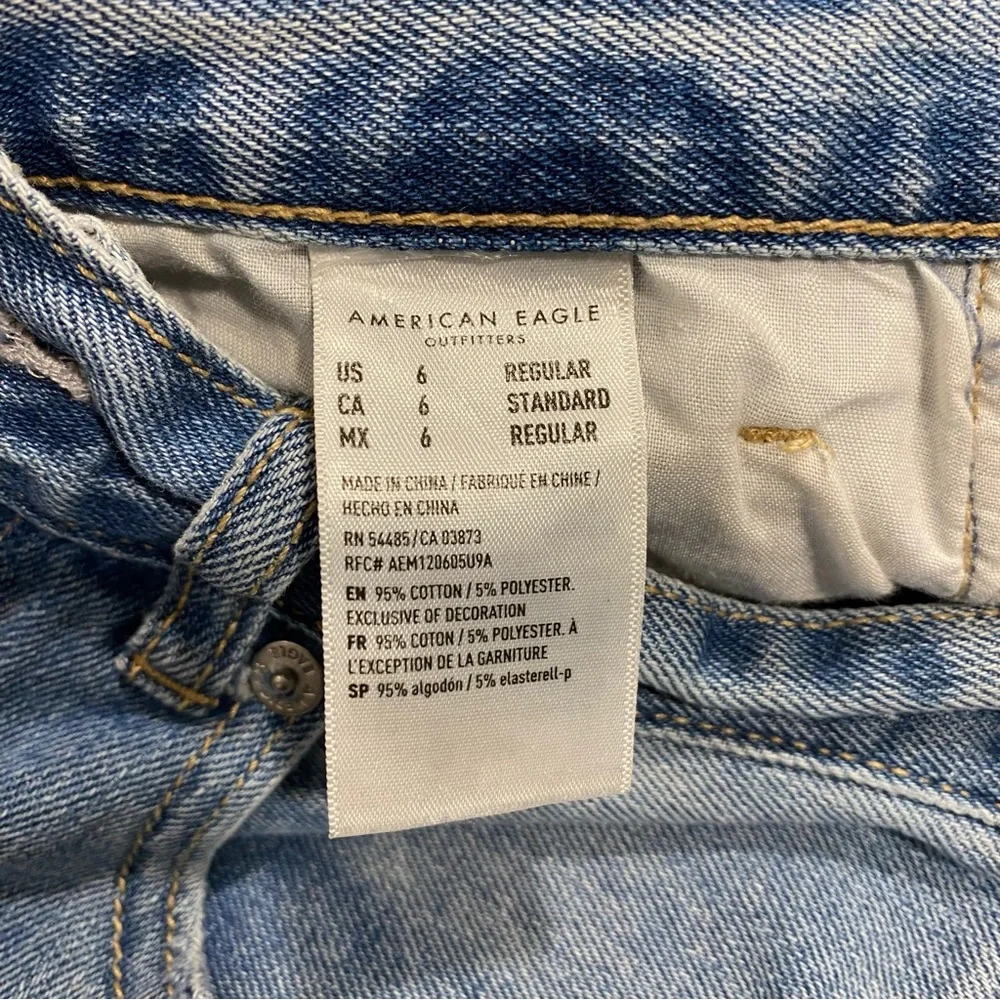 AMERICAN EAGLE
OUTFITTERS
US 6 REGULAR
CA 6 STANDARD
MX 6 REGULAR
MADE IN CHINA / FABRIQUÉ EN CHINE /
HECHO EN CHINA
RN 54485/CA 03873
RFC# AEM120605U9A
EN 95% COTTON / 5% POLYESTER.
EXCLUSIVE OF DECORATION
FR 95% COTON / 5% POLYESTER. À
L'EXCEPTION DE LA GARNITURE
SP 95% algodón / 5% elasterell-p
EAGLE